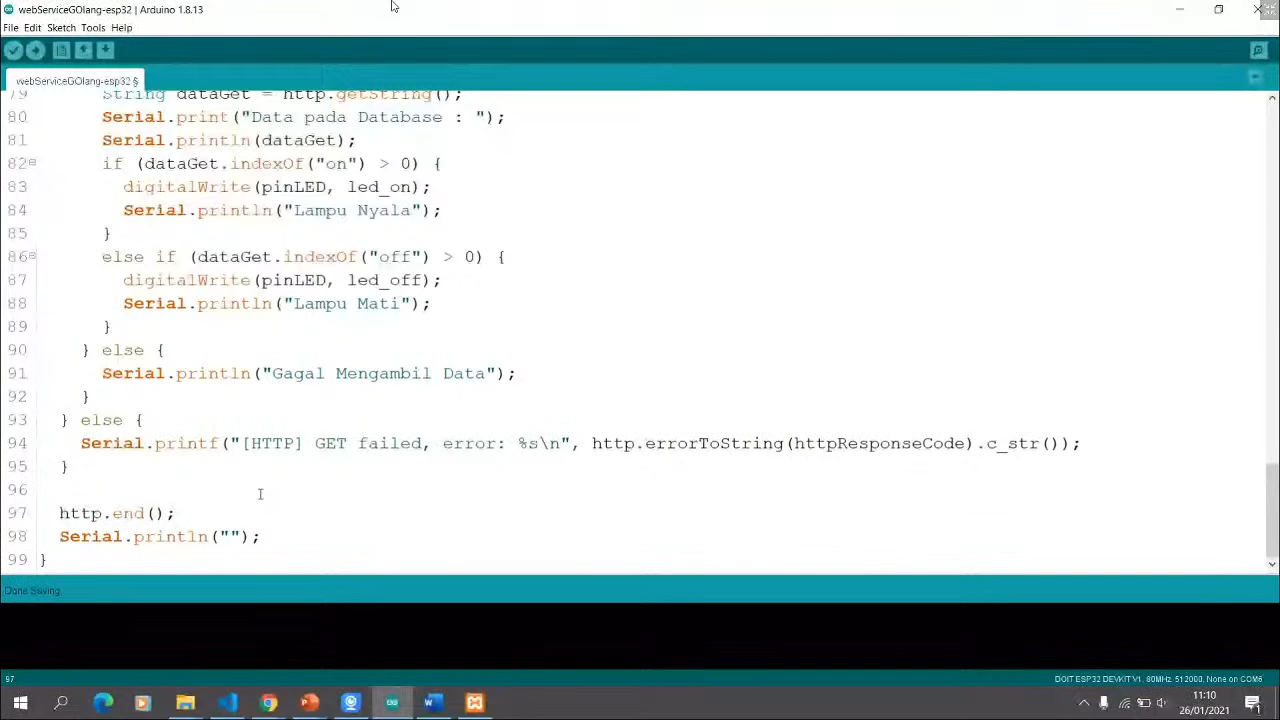 webServiceGOlang-esp32 | Arduino 1.8.13
File Edit Sketch Tools Help
webServiceGOlang-esp32 §
79 String dataGet = http.getString();
80 Serial.print("Data pada Database : ");
81 Serial.println(dataGet);
82 if (dataGet.indexOf("on") > 0) {
83 digitalWrite(pinLED, led_on);
84 Serial.println("Lampu Nyala");
85 }
86 else if (dataGet.indexOf("off") > 0) {
87 digitalWrite(pinLED, led_off);
88 Serial.println("Lampu Mati");
89 }
90 } else {
91 Serial.println("Gagal Mengambil Data");
92 }
93 } else {
94 Serial.printf("[HTTP] GET failed, error: %s\n", http.errorToString(httpResponseCode).c_str());
95 }
96
97 http.end();
98 Serial.println("");
99 }
Done Saving.
97
DOIT ESP32 DEVKIT V1, 80MHz, 512000, None on COM6
11:10
26/01/2021